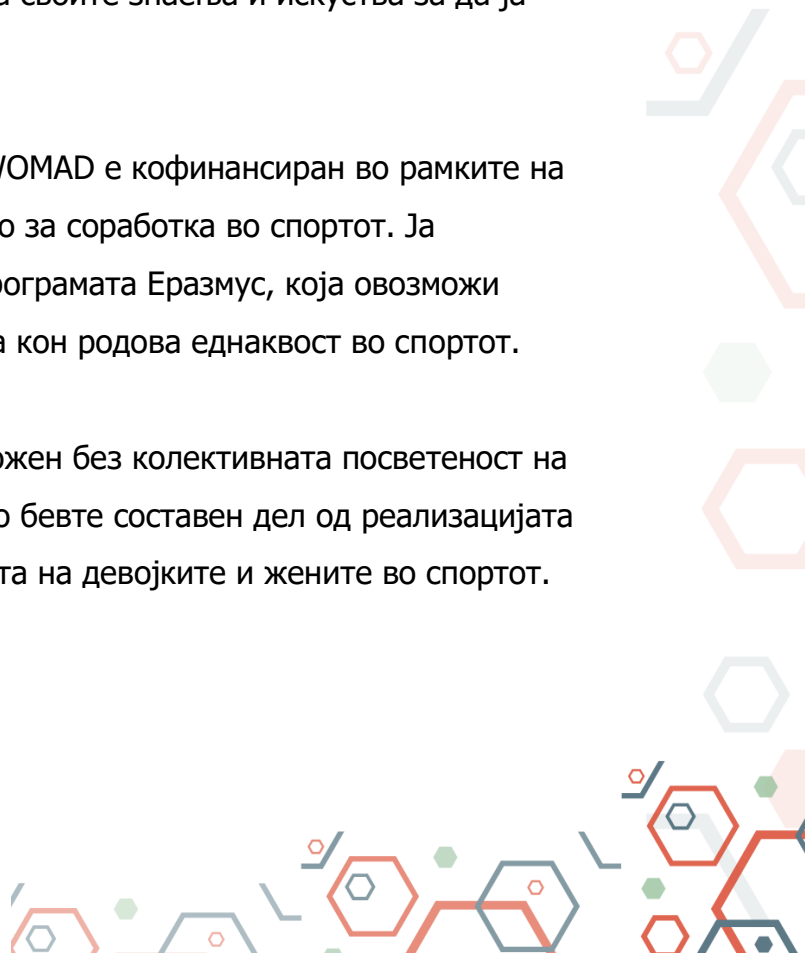 своите знаења и искуства за да ја
WOMAD е кофинансиран во рамките на
о за соработка во спортот. Ја
ограмата Еразмус, која овозможи
а кон родова еднаквост во спортот.
ожен без колективната посветеност на
о бевте составен дел од реализацијата
та на девојките и жените во спортот.